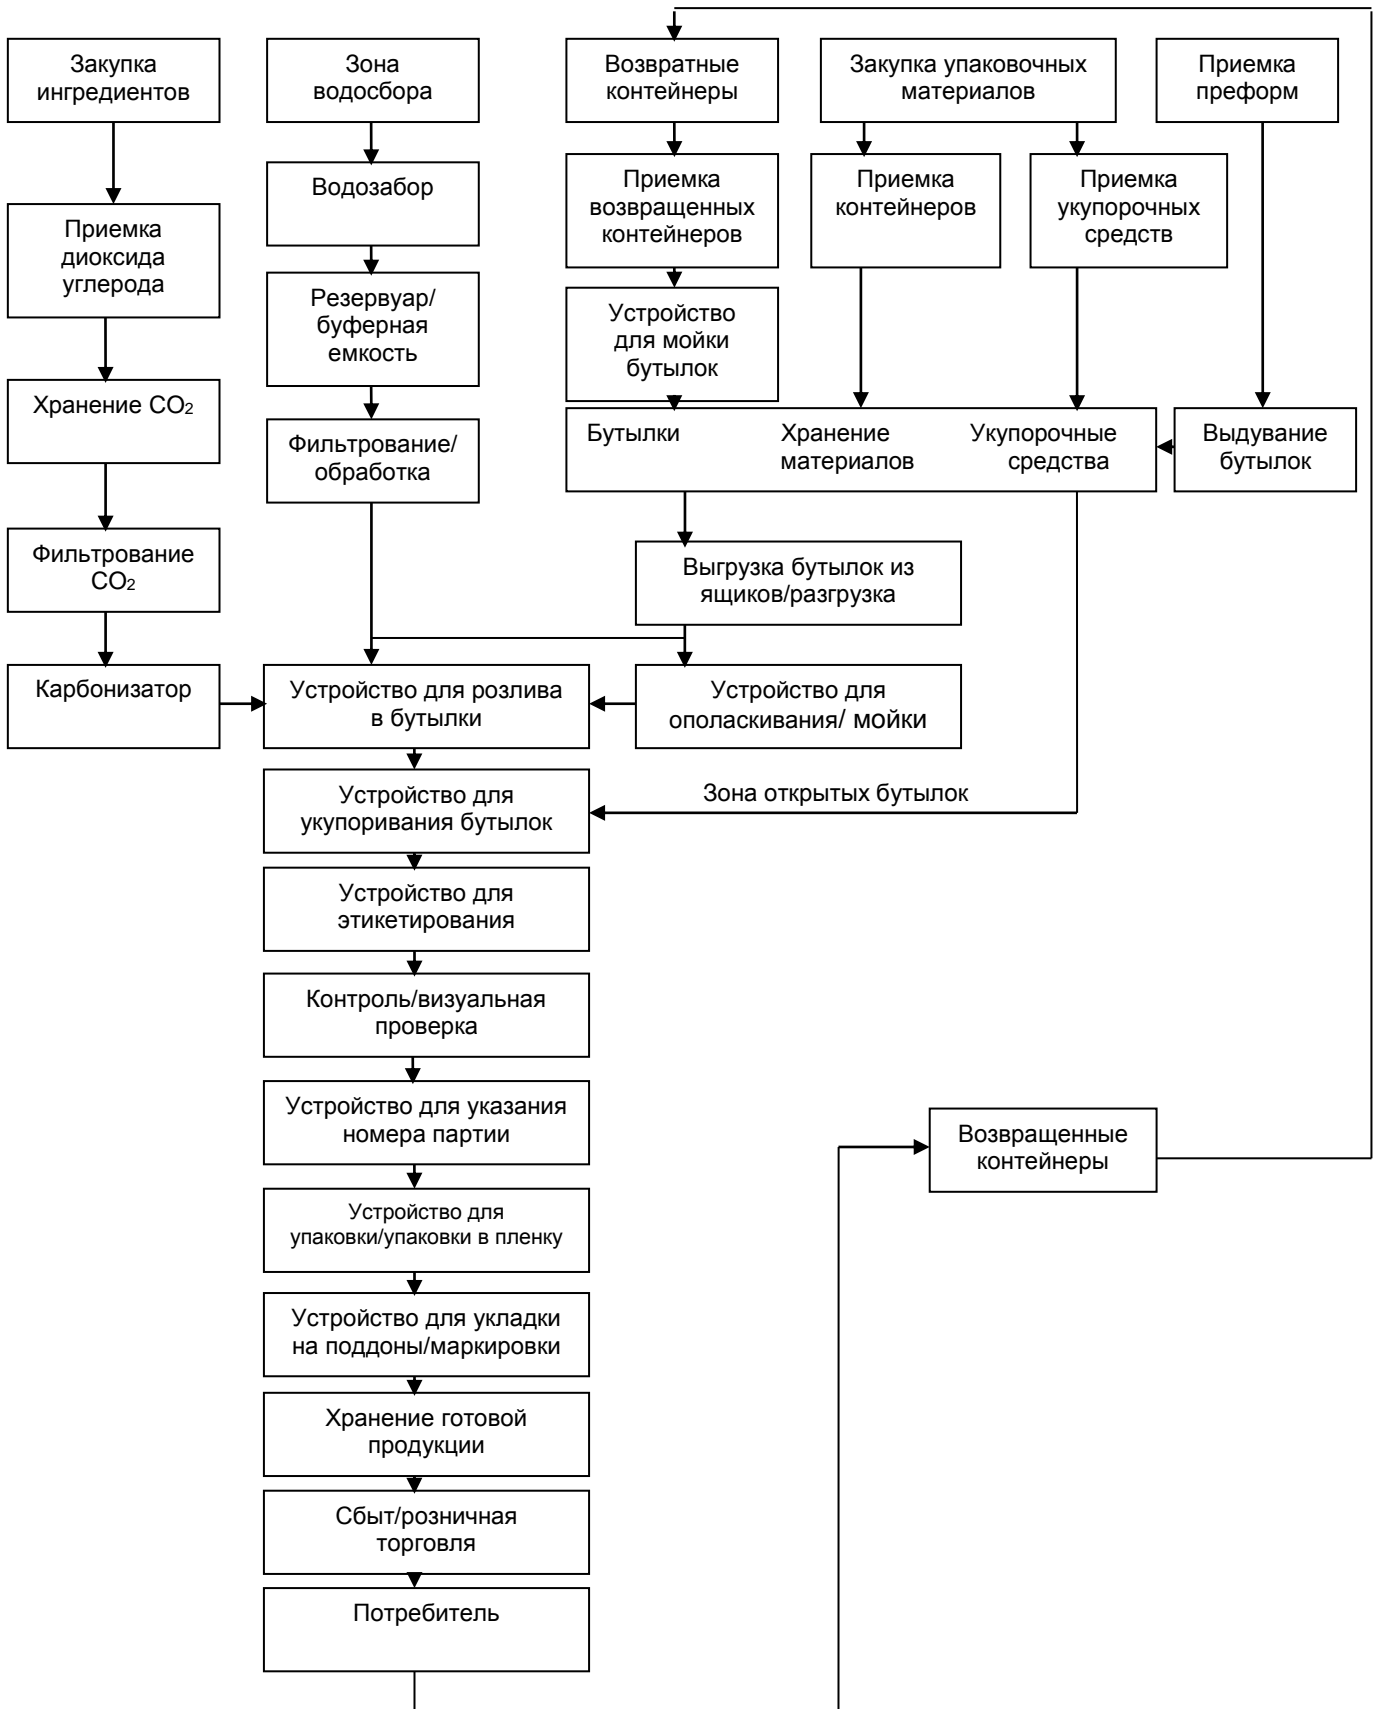 Закупка
ингредиентов
Зона
водосбора
Возвратные
контейнеры
Закупка упаковочных
материалов
Приемка
преформ
Водозабор
Приемка
возвращенных
контейнеров
Приемка
контейнеров
Приемка
укупорочных
средств
Приемка
диоксида
углерода
Резервуар/
буферная
емкость
Устройство
для мойки
бутылок
Хранение CO2
Фильтрование/
обработка
Бутылки
Хранение
материалов
Укупорочные
средства
Выдувание
бутылок
Фильтрование
CO2
Выгрузка бутылок из
ящиков/разгрузка
Карбонизатор
Устройство для розлива
в бутылки
Устройство для
ополаскивания/ мойки
Устройство для
укупоривания бутылок
Зона открытых бутылок
Устройство для
этикетирования
Контроль/визуальная
проверка
Устройство для указания
номера партии
Возвращенные
контейнеры
Устройство для
упаковки/упаковки в пленку
Устройство для укладки
на поддоны/маркировки
Хранение готовой
продукции
Сбыт/розничная
торговля
Потребитель